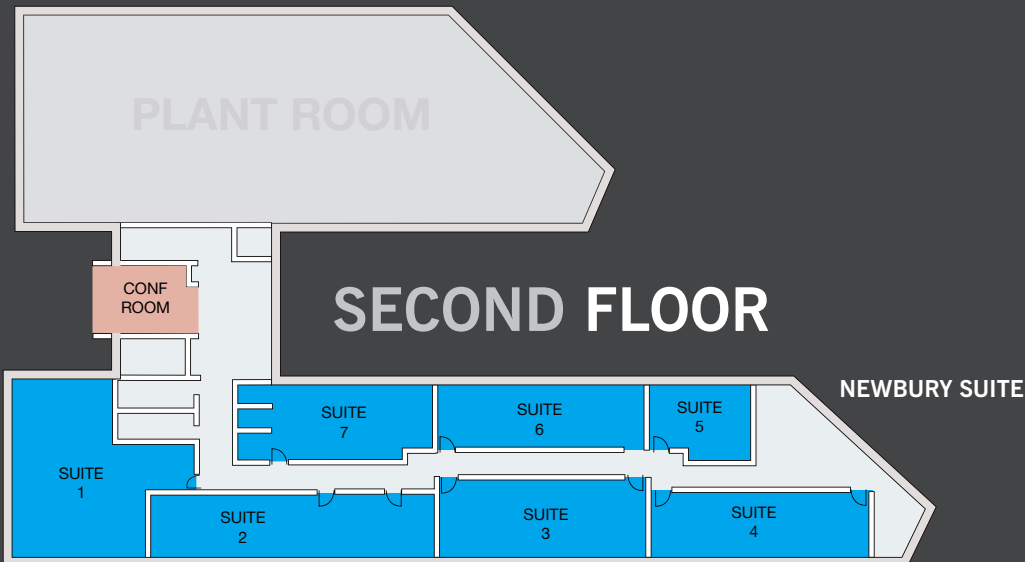 PLANT ROOM
CONF
ROOM
SECOND FLOOR
NEWBURY SUITE
SUITE
7
SUITE
6
SUITE
5
SUITE
1
SUITE
2
SUITE
3
SUITE
4